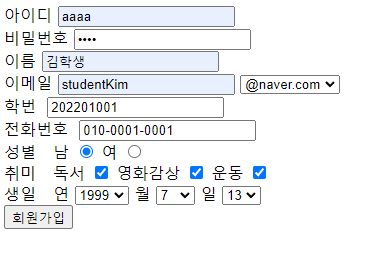 아이디 aaaa
비밀번호 ••••
이름 김학생
이메일 studentKim @naver.com
학번 202201001
전화번호 010-0001-0001
성별 남 여
취미 독서 영화감상 운동
생일 연 1999 월 7 일 13
회원가입